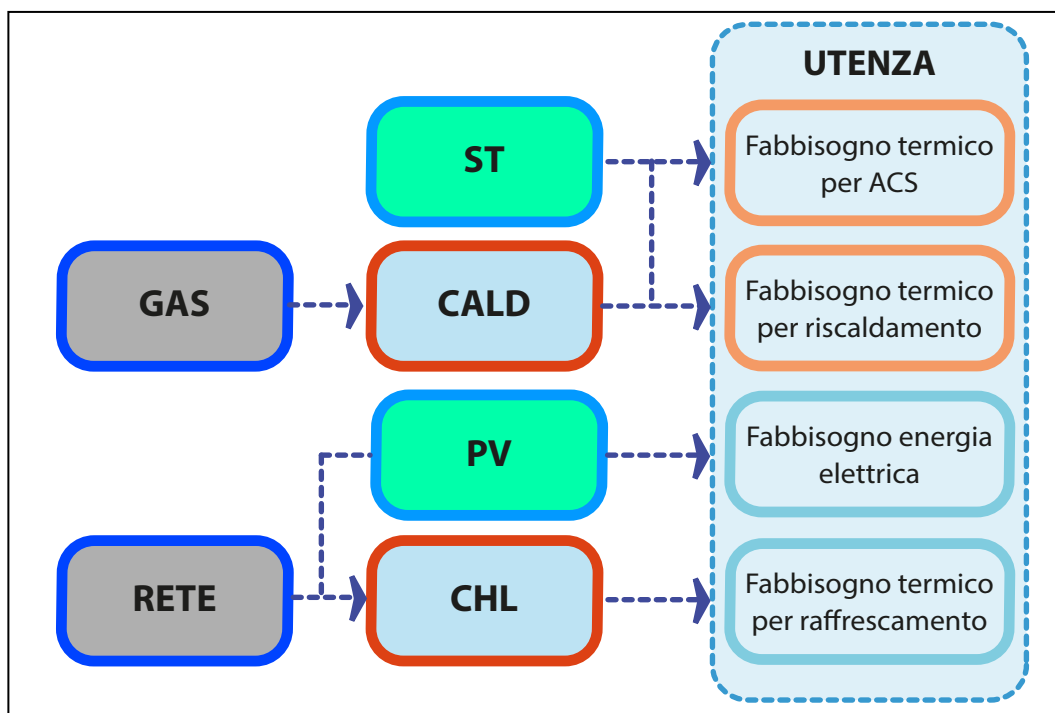 UTENZA
ST
Fabbisogno termico
per ACS
GAS
CALD
Fabbisogno termico
per riscaldamento
PV
Fabbisogno energia
elettrica
RETE
CHL
Fabbisogno termico
per raffrescamento